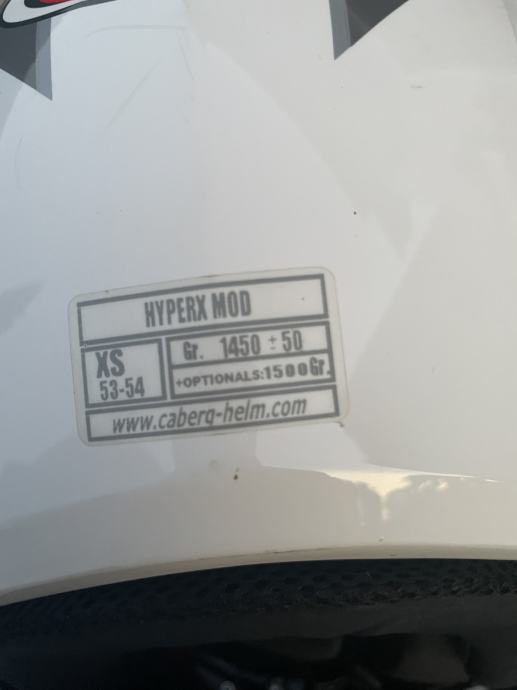 HYPERX MOD
XS
53-54
Gr. 1450 ± 50
+OPTIONALS:1500Gr.
www.caberg-helm.com